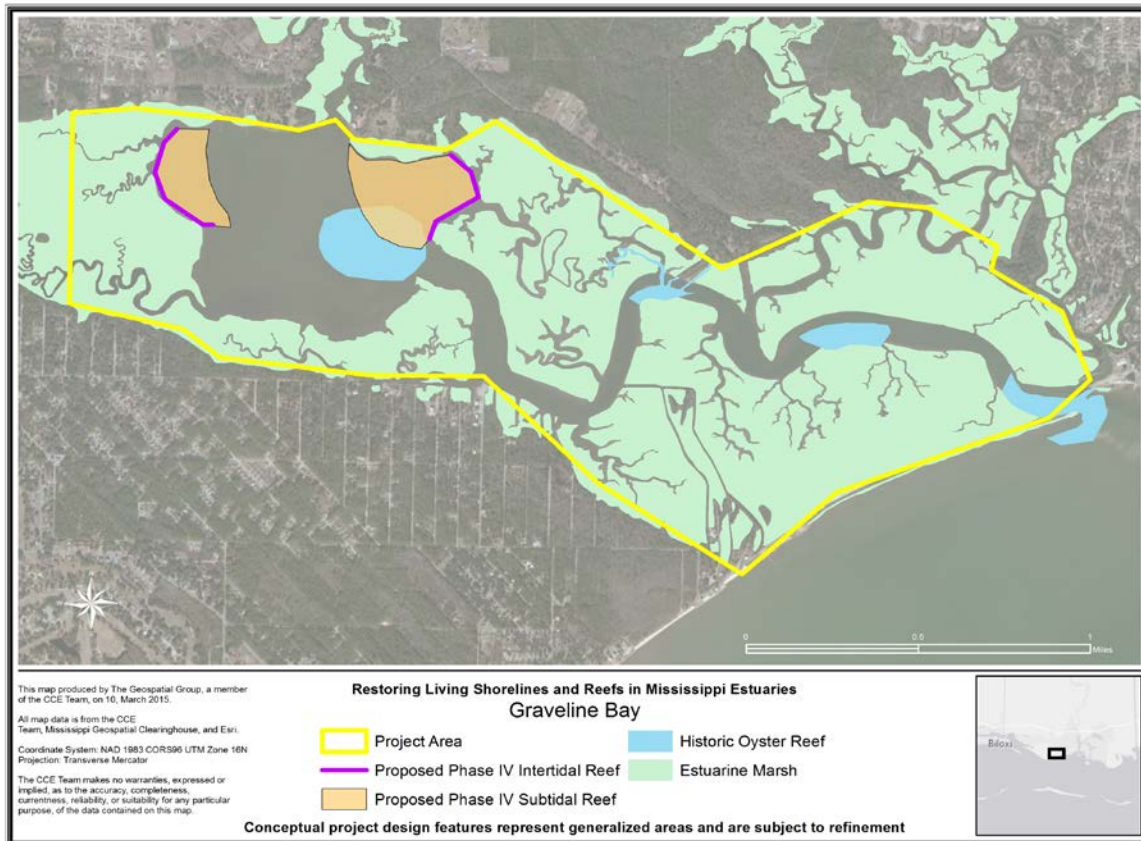 0
0.5
1
Miles
This map produced by The Geospatial Group, a member
of the CCE Team, on 10, March 2015.
All map data is from the CCE
Team, Mississippi Geospatial Clearinghouse, and Esri.
Coordinate System: NAD 1983 CORS96 UTM Zone 16N
Projection: Transverse Mercator
The CCE Team makes no warranties, expressed or
implied, as to the accuracy, completeness,
currentness, reliability, or suitability for any particular
purpose, of the data contained on this map.
Restoring Living Shorelines and Reefs in Mississippi Estuaries
Graveline Bay
Project Area
Proposed Phase IV Intertidal Reef
Proposed Phase IV Subtidal Reef
Historic Oyster Reef
Estuarine Marsh
Conceptual project design features represent generalized areas and are subject to refinement
Biloxi